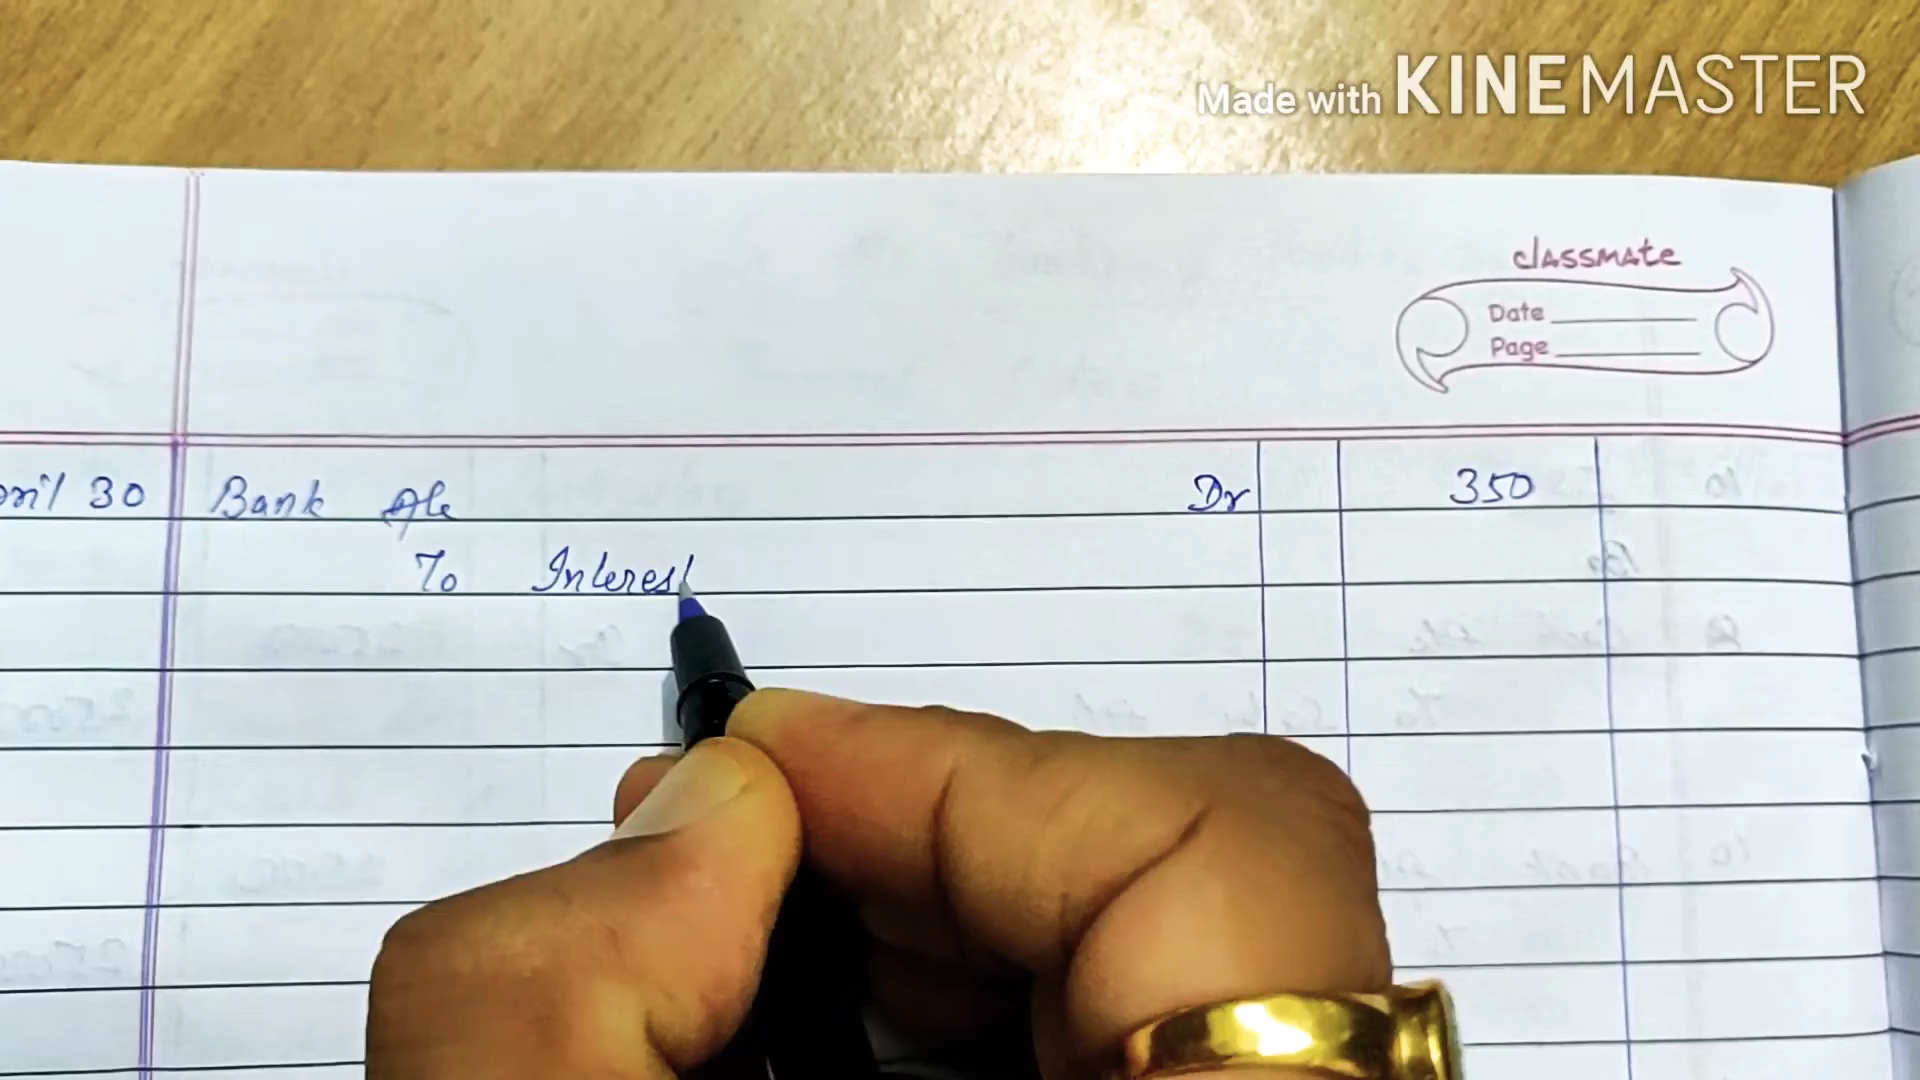 Made with KINEMASTER
classmate
Date
Page
ril 30 Bank A/c Dr 350
To Interest